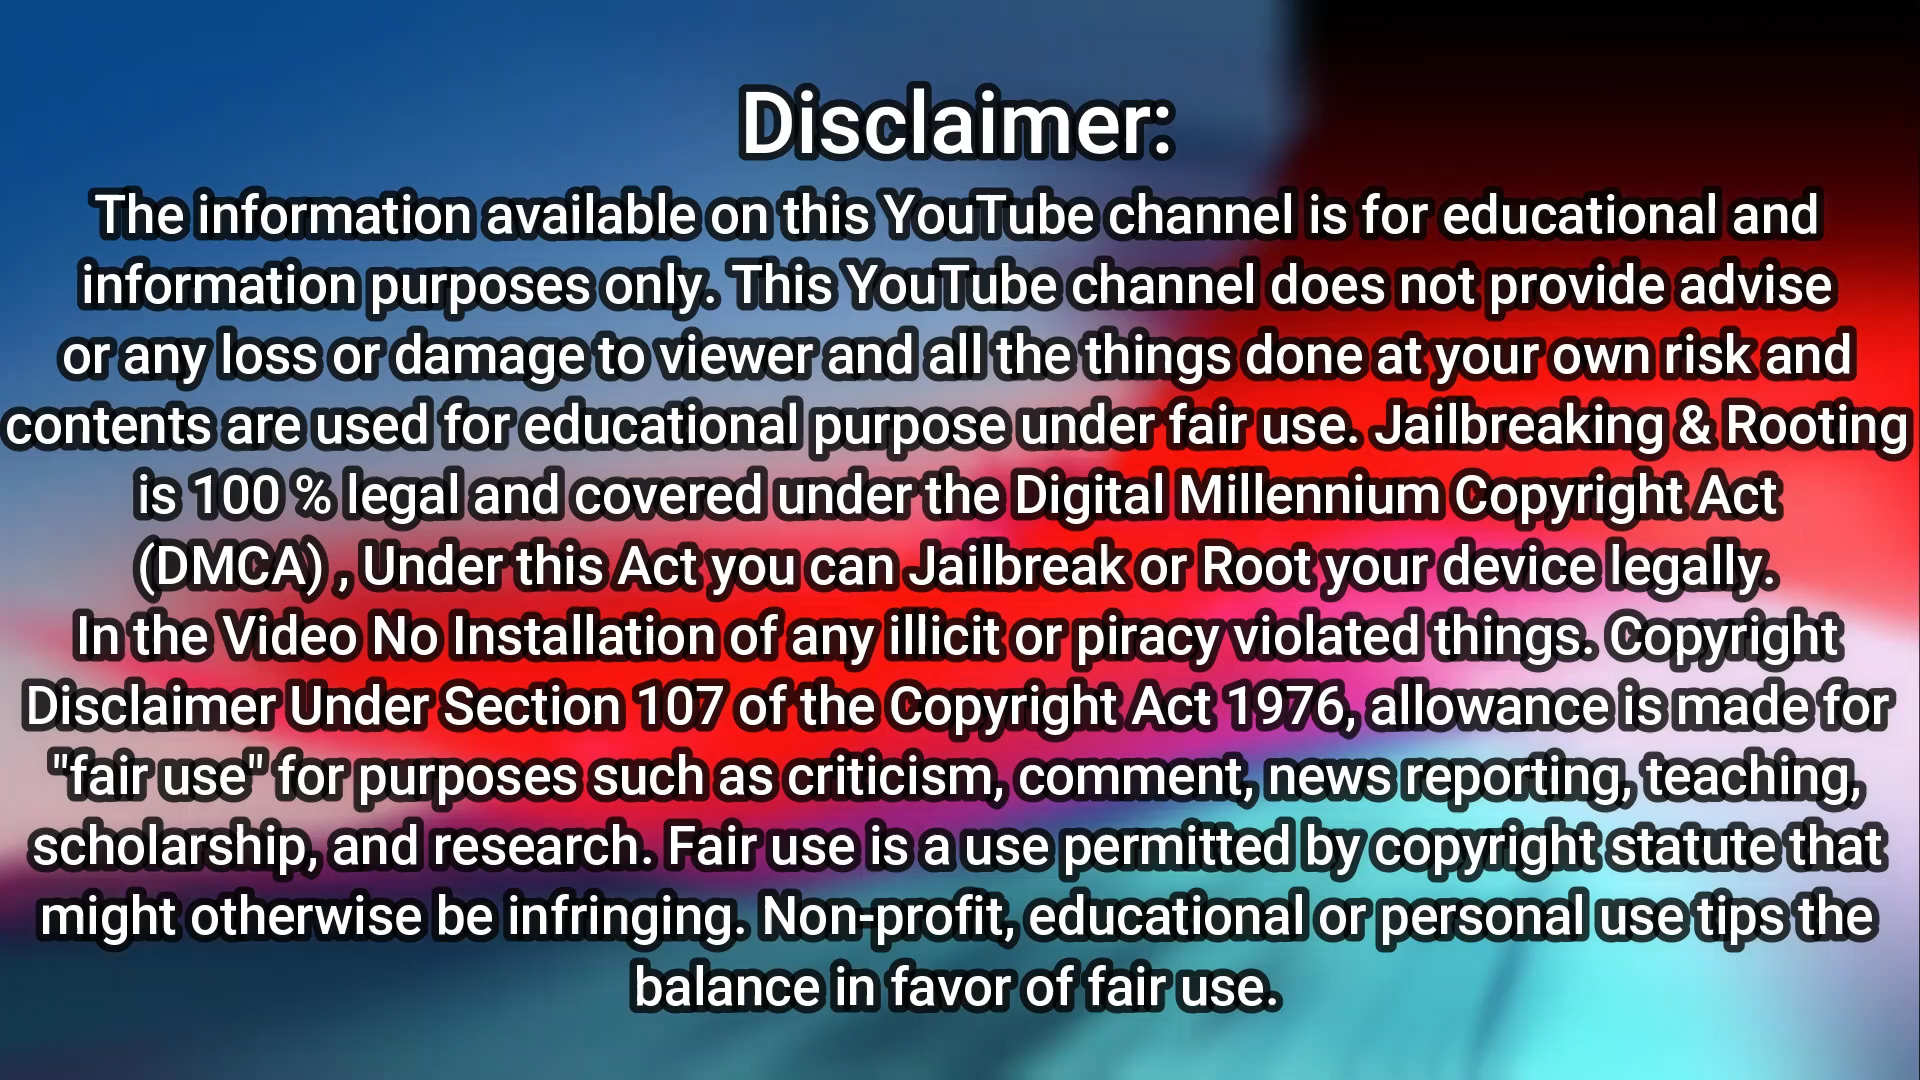 Disclaimer:
The information available on this YouTube channel is for educational and
information purposes only. This YouTube channel does not provide advise
or any loss or damage to viewer and all the things done at your own risk and
contents are used for educational purpose under fair use. Jailbreaking & Rooting
is 100 % legal and covered under the Digital Millennium Copyright Act
(DMCA) , Under this Act you can Jailbreak or Root your device legally.
In the Video No Installation of any illicit or piracy violated things. Copyright
Disclaimer Under Section 107 of the Copyright Act 1976, allowance is made for
"fair use" for purposes such as criticism, comment, news reporting, teaching,
scholarship, and research. Fair use is a use permitted by copyright statute that
might otherwise be infringing. Non-profit, educational or personal use tips the
balance in favor of fair use.